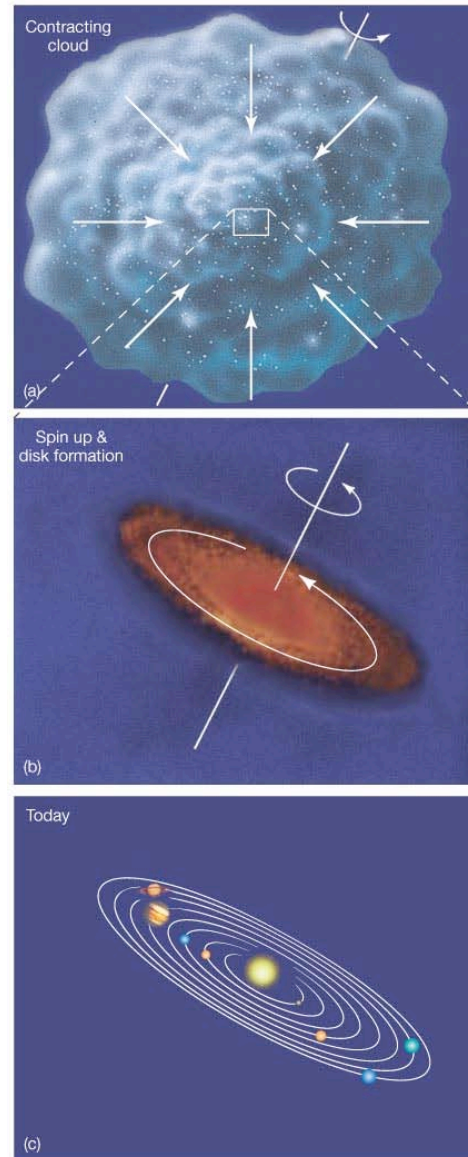 Contracting
cloud
(a)
Spin up &
disk formation
(b)
Today
(c)